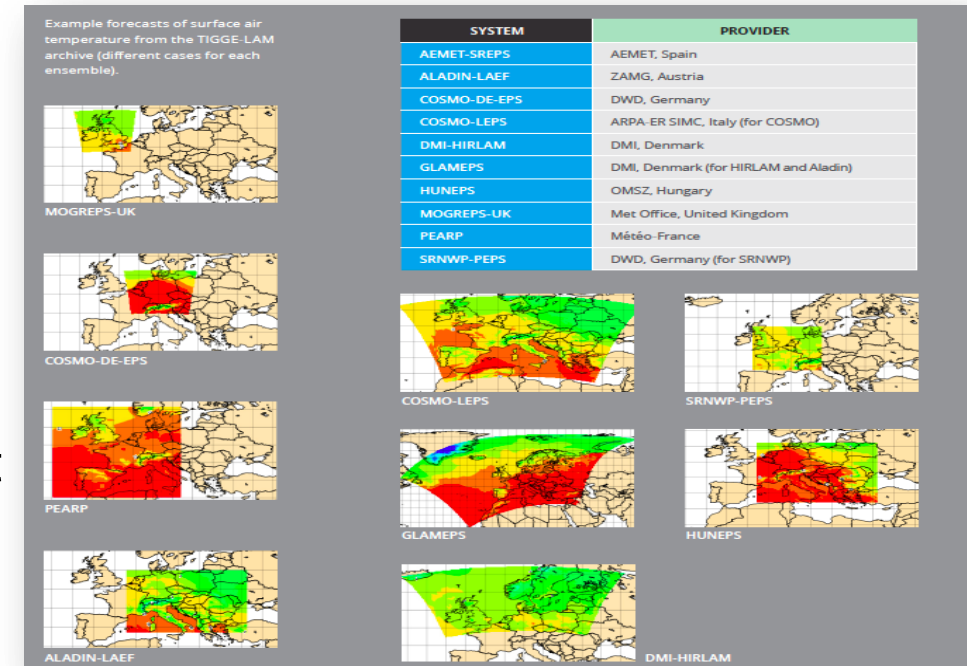 Example forecasts of surface air
temperature from the TIGGE-LAM
archive (different cases for each
ensemble).
SYSTEM PROVIDER
AEMET-SREPS AEMET, Spain
ALADIN-LAEF ZAMG, Austria
COSMO-DE-EPS DWD, Germany
COSMO-LEPS ARPA-ER SIMC, Italy (for COSMO)
DMI-HIRLAM DMI, Denmark
GLAMEPS DMI, Denmark (for HIRLAM and Aladin)
HUNEPS OMSZ, Hungary
MOGREPS-UK Met Office, United Kingdom
PEARP Météo-France
SRNWP-PEPS DWD, Germany (for SRNWP)
MOGREPS-UK
COSMO-DE-EPS
COSMO-LEPS SRNWP-PEPS
PEARP
GLAMEPS HUNEPS
ALADIN-LAEF DMI-HIRLAM